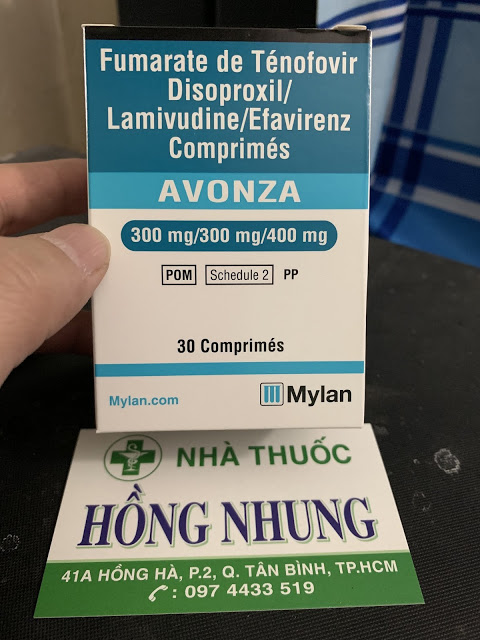 Fumarate de Ténofovir
Disoproxil/
Lamivudine/Efavirenz
Comprimés
AVONZA
300 mg/300 mg/400 mg
POM Schedule 2 PP
30 Comprimés
Mylan.com
Mylan
NHÀ THUỐC
HỒNG NHUNG
41A HỒNG HÀ, P.2, Q. TÂN BÌNH, TP.HCM
: 097 4433 519